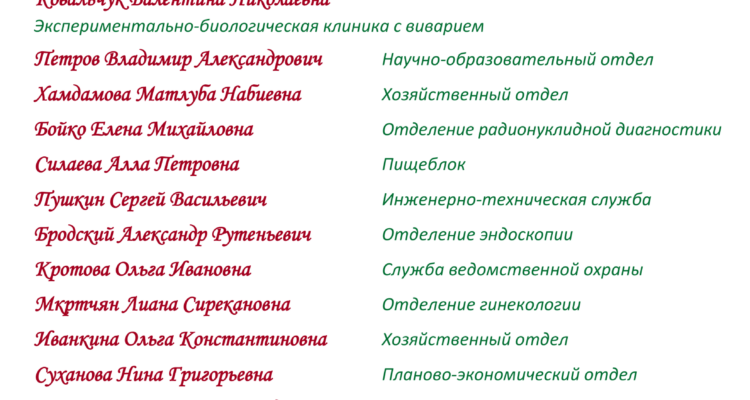 Ковальчук Валентина Николаевна
Экспериментально-биологическая клиника с виварием
Петров Владимир Александрович Научно-образовательный отдел
Хамдамова Матлуба Набиевна Хозяйственный отдел
Бойко Елена Михайловна Отделение радионуклидной диагностики
Силаева Алла Петровна Пищеблок
Пушкин Сергей Васильевич Инженерно-техническая служба
Бродский Александр Рутеньевич Отделение эндоскопии
Кротова Ольга Ивановна Служба ведомственной охраны
Мкртчян Лиана Сирекановна Отделение гинекологии
Иванкина Ольга Константиновна Хозяйственный отдел
Суханова Нина Григорьевна Планово-экономический отдел